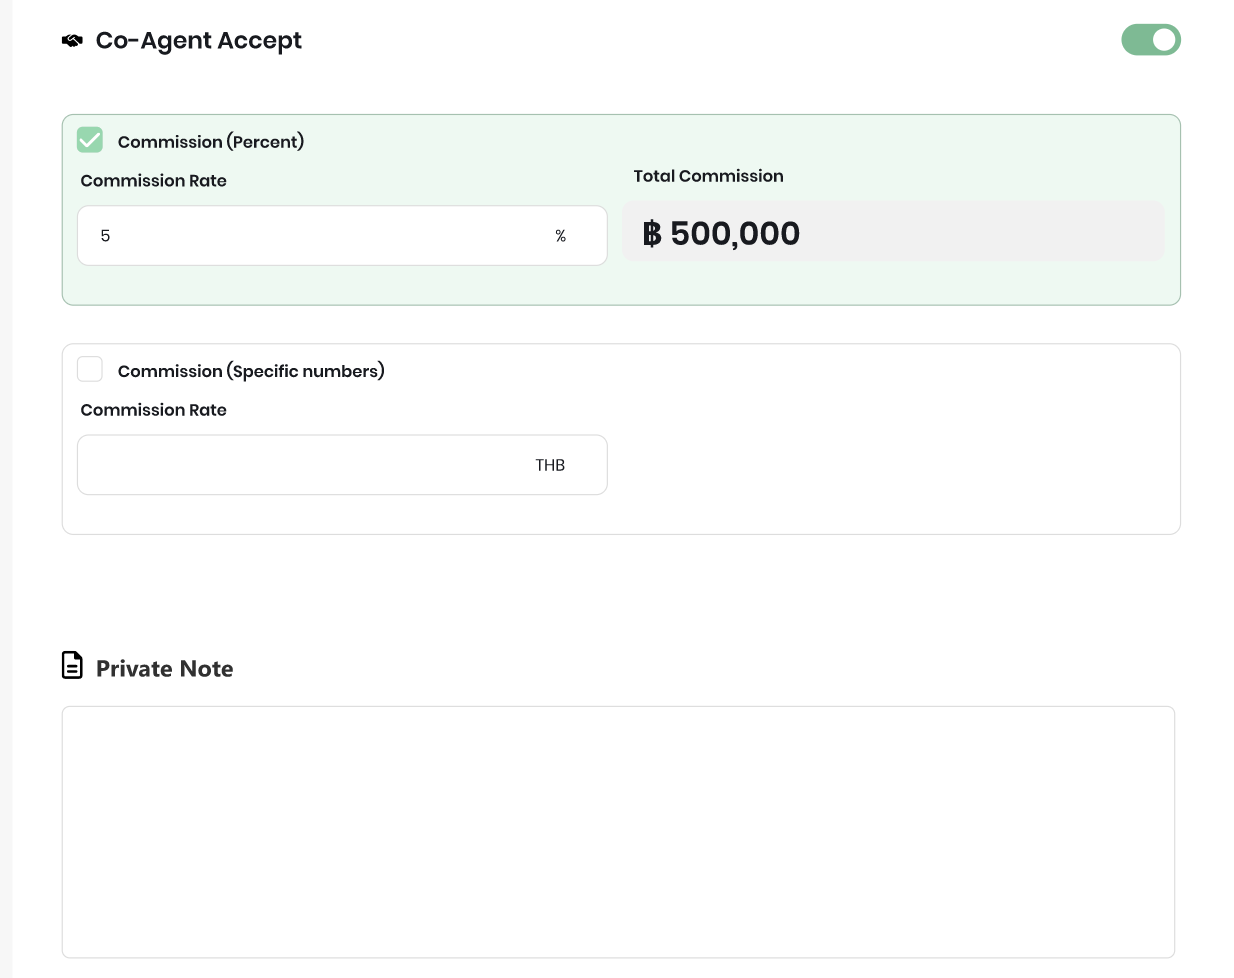 Co-Agent Accept
Commission (Percent)
Commission Rate
Total Commission
5 %
฿ 500,000
Commission (Specific numbers)
Commission Rate
THB
Private Note